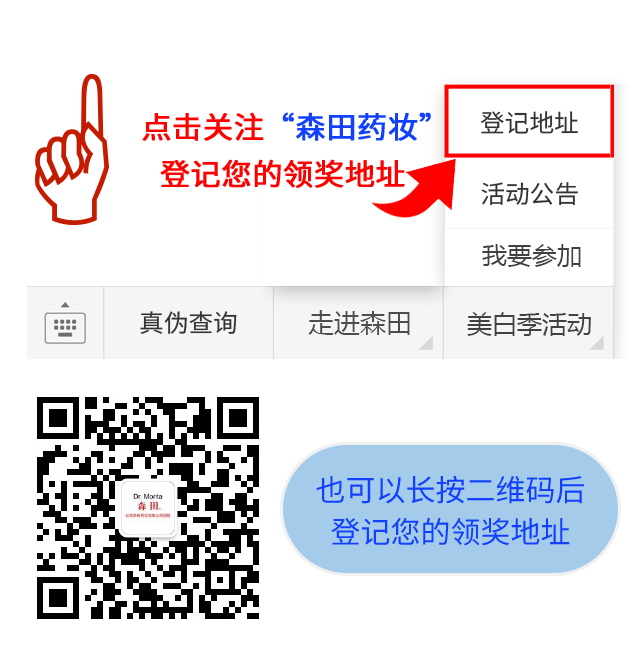 点击关注“森田药妆”
登记您的领奖地址
登记地址
活动公告
我要参加
真伪查询
走进森田
美白季活动
Dr. Morita
森田
也可以长按二维码后
登记您的领奖地址